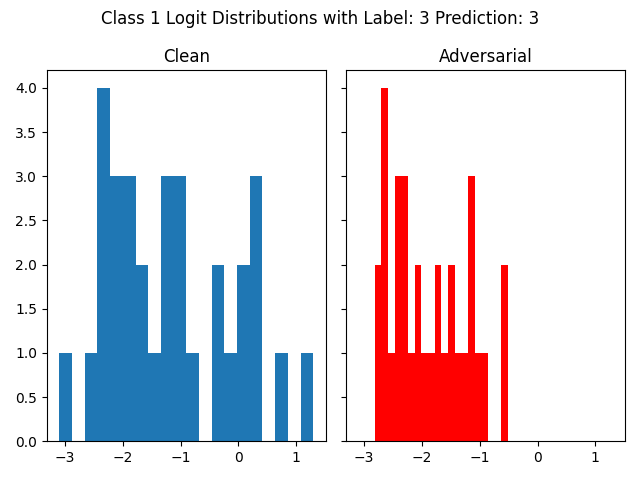 Class 1 Logit Distributions with Label: 3 Prediction: 3
Clean
Adversarial
4.0
3.5
3.0
2.5
2.0
1.5
1.0
0.5
0.0
−3 −2 −1 0 1
−3 −2 −1 0 1